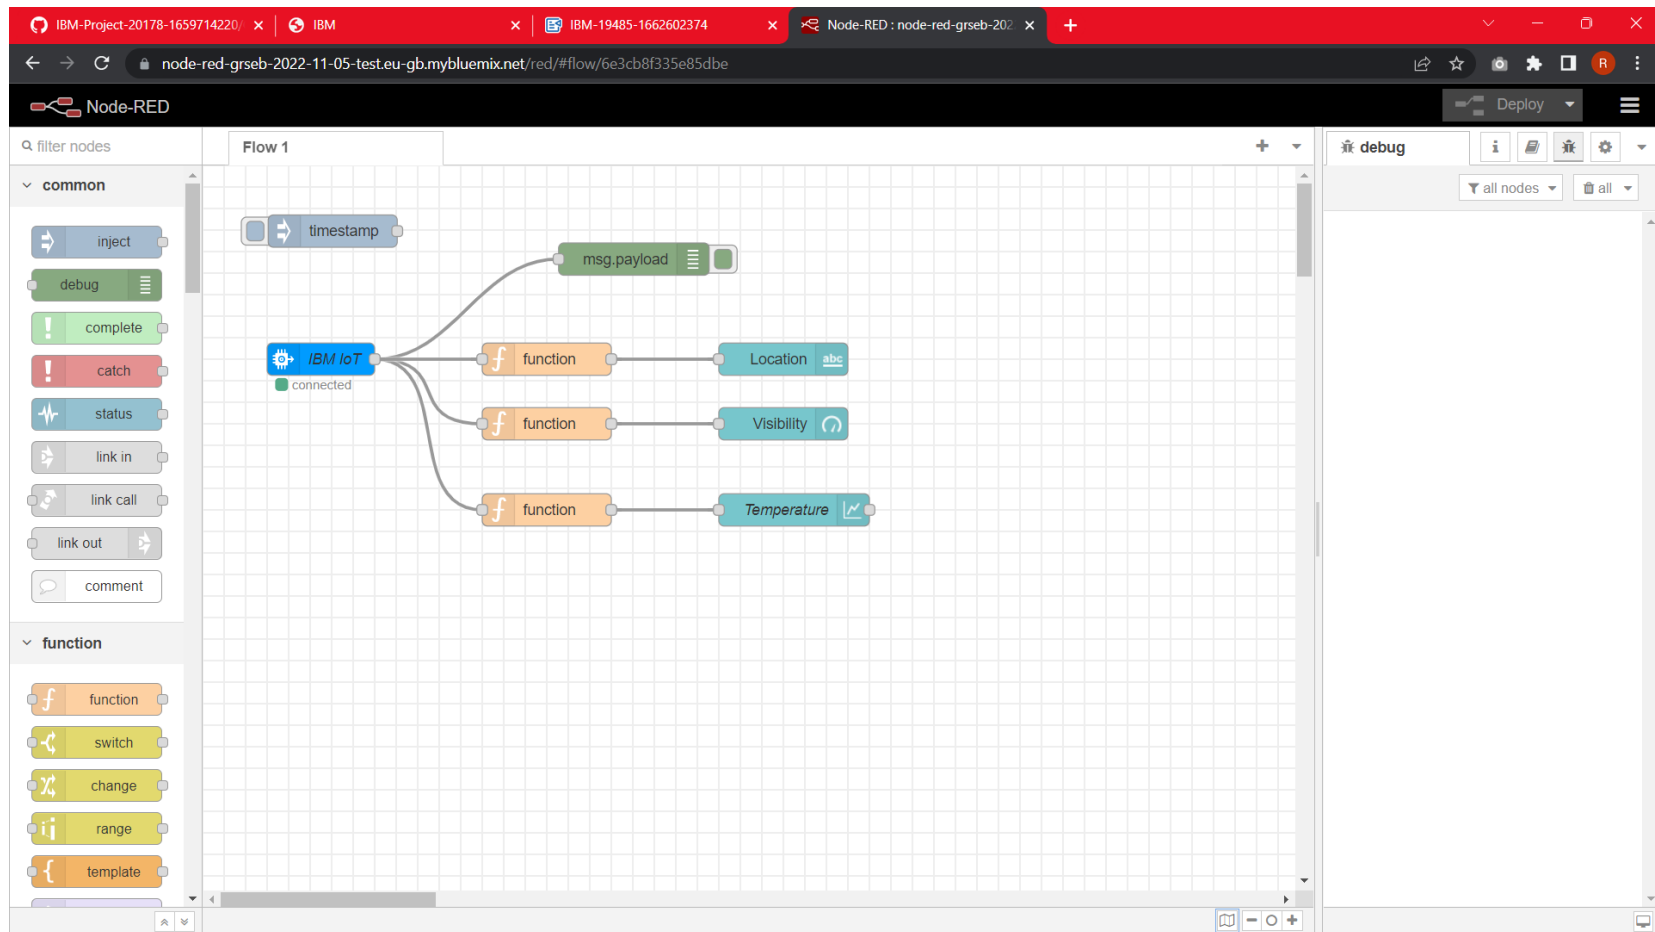 IBM-Project-20178-1659714220/
IBM
IBM-19485-1662602374
Node-RED : node-red-grseb-202
node-red-grseb-2022-11-05-test.eu-gb.mybluemix.net/red/#flow/6e3cb8f335e85dbe
R
Node-RED
Deploy
filter nodes
Flow 1
debug
i
all nodes
all
common
inject
debug
complete
catch
status
link in
link call
link out
comment
function
function
switch
change
range
template
timestamp
msg.payload
IBM IoT
connected
function
Location
abc
function
Visibility
function
Temperature